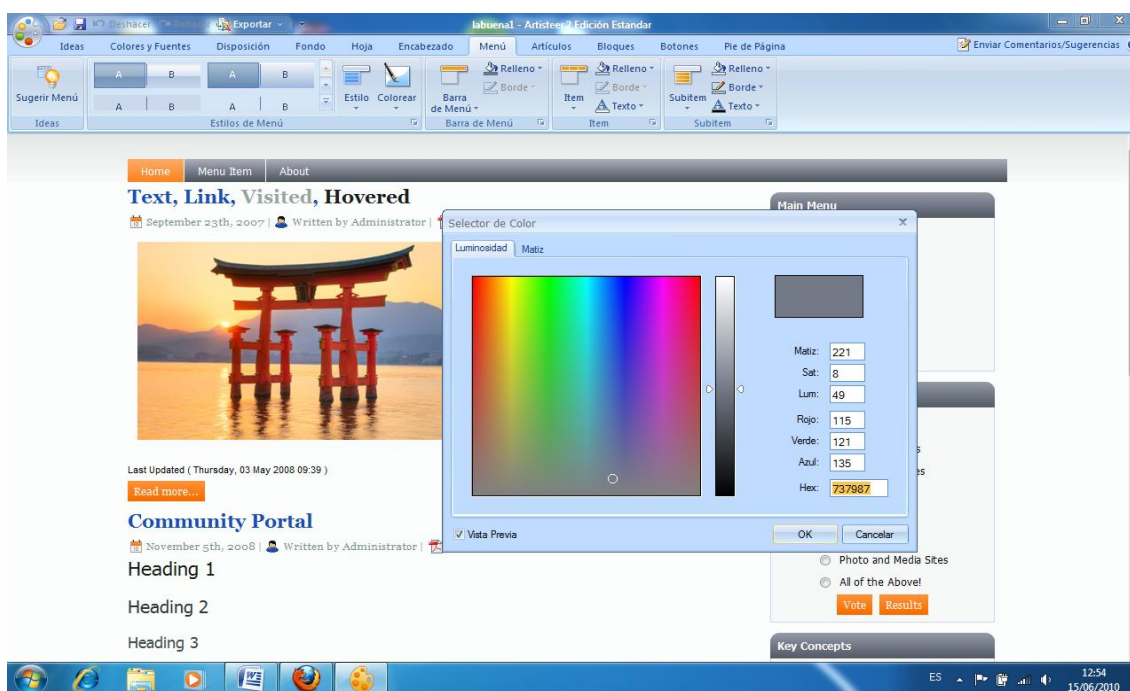 Deshacer Rehacer Exportar labuena1 - Artisteer 2 Edición Estandar
Ideas Colores y Fuentes Disposición Fondo Hoja Encabezado Menú Artículos Bloques Botones Pie de Página Enviar Comentarios/Sugerencias
A B A B Relleno Relleno Relleno
Borde Borde Borde
Sugerir Menú A B A B Estilo Colorear Barra de Menú Item Texto Subitem Texto
Ideas Estilos de Menú Barra de Menú Item Subitem
Home Menu Item About
Text, Link, Visited, Hovered
Main Menu
September 23th, 2007 | Written by Administrator |
Selector de Color
Luminosidad Matiz
Matiz: 221
Sat: 8
Lum: 49
Rojo: 115
Verde: 121
Azul: 135
Hex: 737987
Vista Previa OK Cancelar
Last Updated ( Thursday, 03 May 2008 09:39 )
Read more...
Community Portal
November 5th, 2008 | Written by Administrator |
Heading 1
Heading 2
Heading 3
Photo and Media Sites
All of the Above!
Vote Results
Key Concepts
ES 12:54
15/06/2010